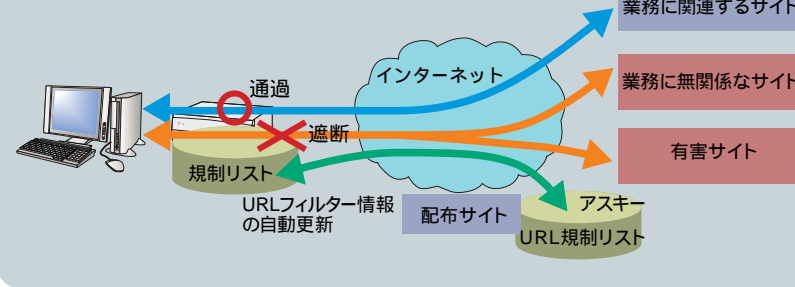 業務に関連するサイト
通過
インターネット
業務に無関係なサイト
遮断
有害サイト
規制リスト
URLフィルター情報
の自動更新
配布サイト
アスキー
URL規制リスト